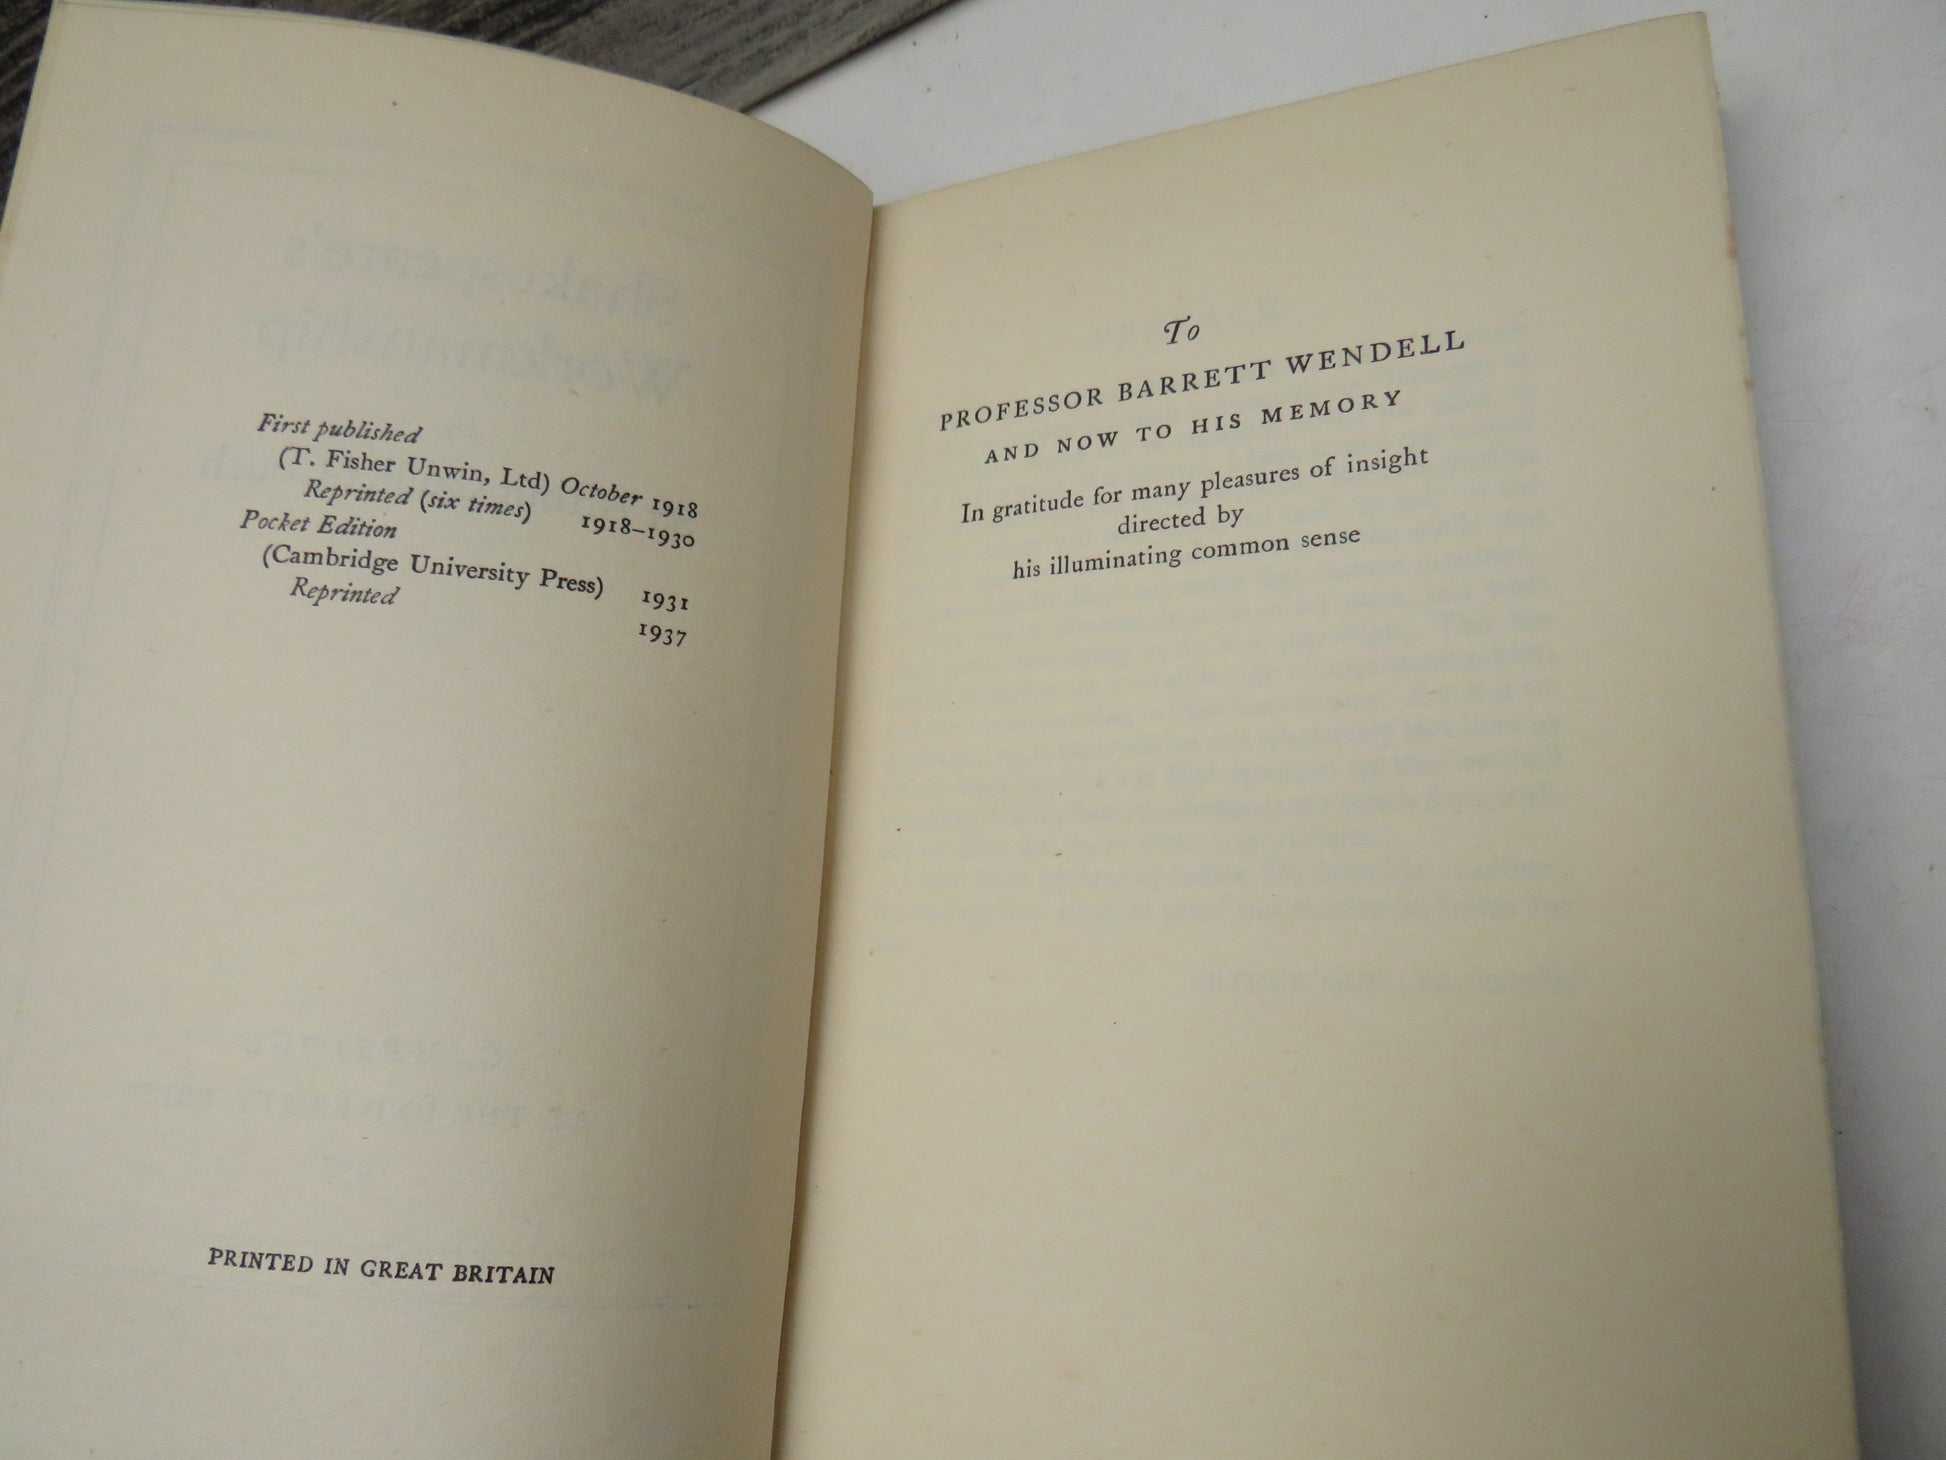 First published
(T. Fisher Unwin, Ltd) October 1918
Reprinted (six times) 1918–1930
Pocket Edition
(Cambridge University Press) 1931
Reprinted 1937
PRINTED IN GREAT BRITAIN
To
PROFESSOR BARRETT WENDELL
AND NOW TO HIS MEMORY
In gratitude for many pleasures of insight
directed by
his illuminating common sense